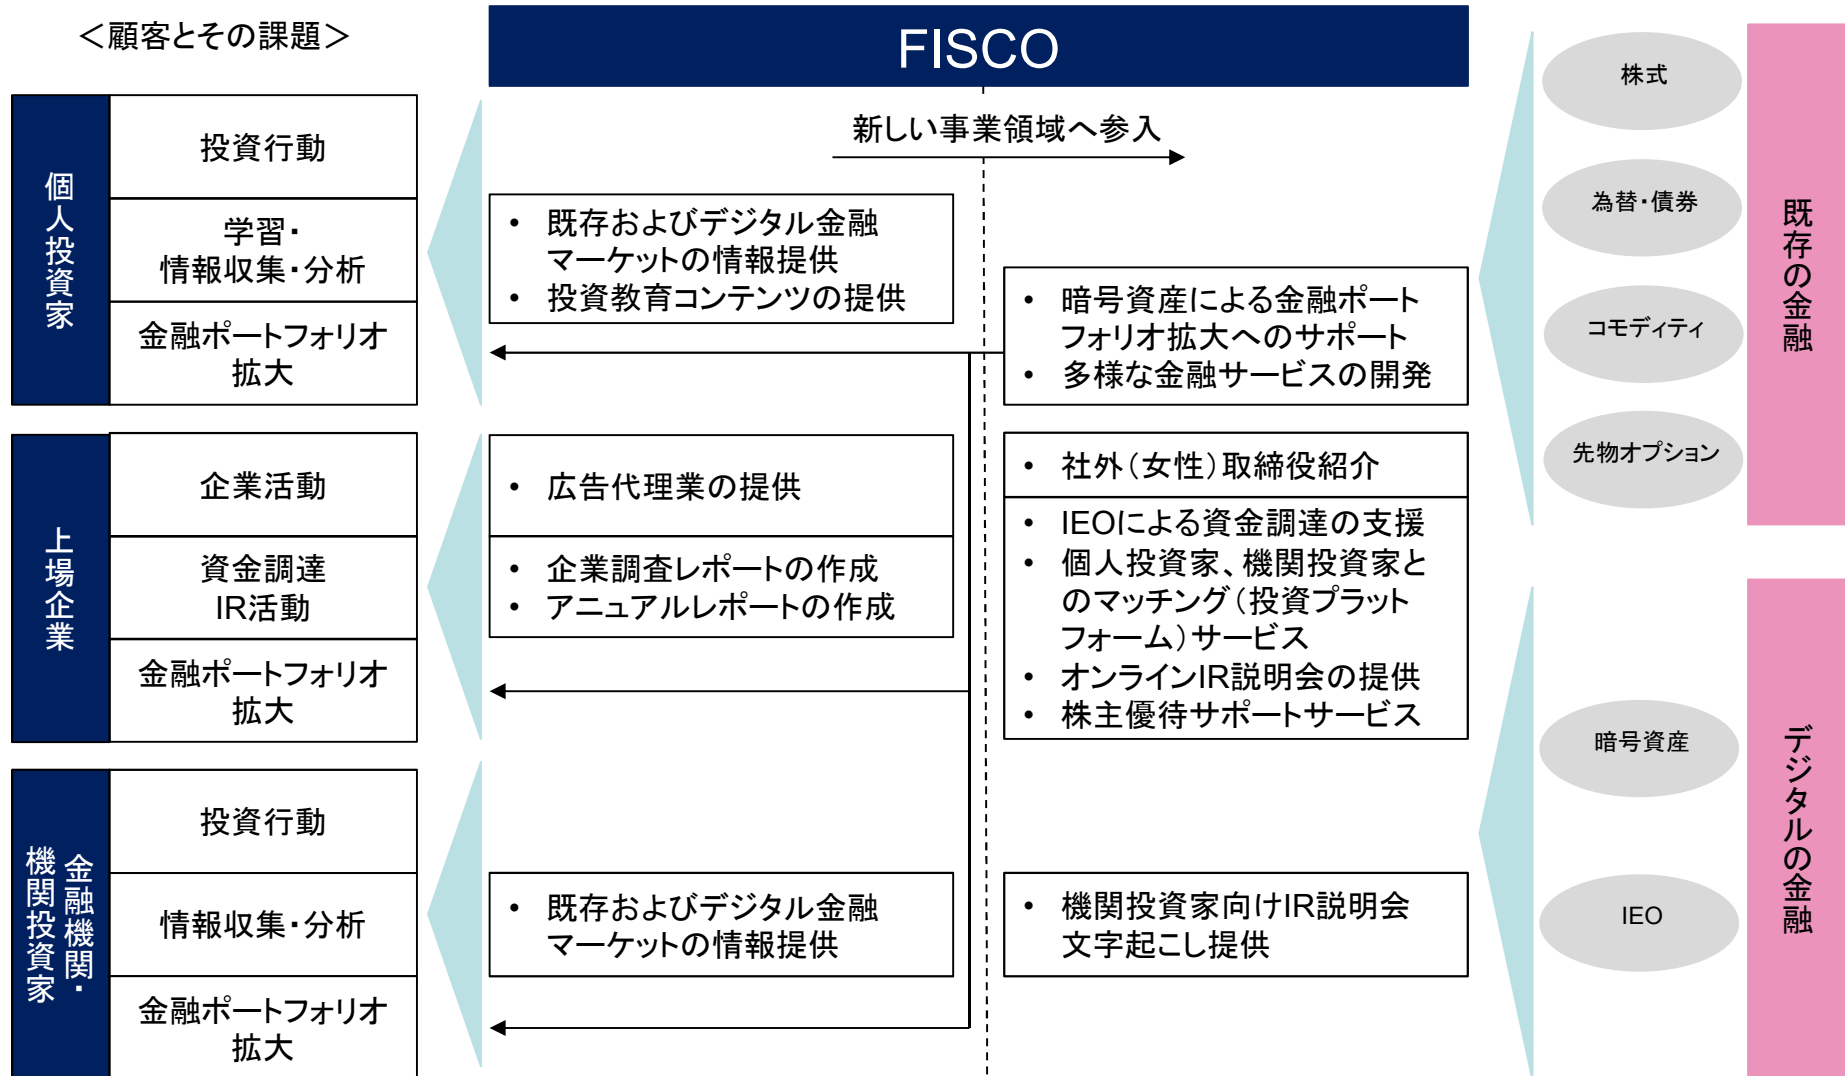 ＜顧客とその課題＞
FISCO
新しい事業領域へ参入
個人投資家
投資行動
学習・
情報収集・分析
金融ポートフォリオ
拡大
• 既存およびデジタル金融
マーケットの情報提供
• 投資教育コンテンツの提供
• 暗号資産による金融ポート
フォリオ拡大へのサポート
• 多様な金融サービスの開発
上場企業
企業活動
資金調達
IR活動
金融ポートフォリオ
拡大
• 広告代理業の提供
• 企業調査レポートの作成
• アニュアルレポートの作成
• 社外（女性）取締役紹介
• IEOによる資金調達の支援
• 個人投資家、機関投資家と
のマッチング（投資プラット
フォーム）サービス
• オンラインIR説明会の提供
• 株主優待サポートサービス
金融機関・
機関投資家
投資行動
情報収集・分析
金融ポートフォリオ
拡大
• 既存およびデジタル金融
マーケットの情報提供
• 機関投資家向けIR説明会
文字起こし提供
株式
為替・債券
コモディティ
先物オプション
既存の金融
暗号資産
IEO
デジタルの金融